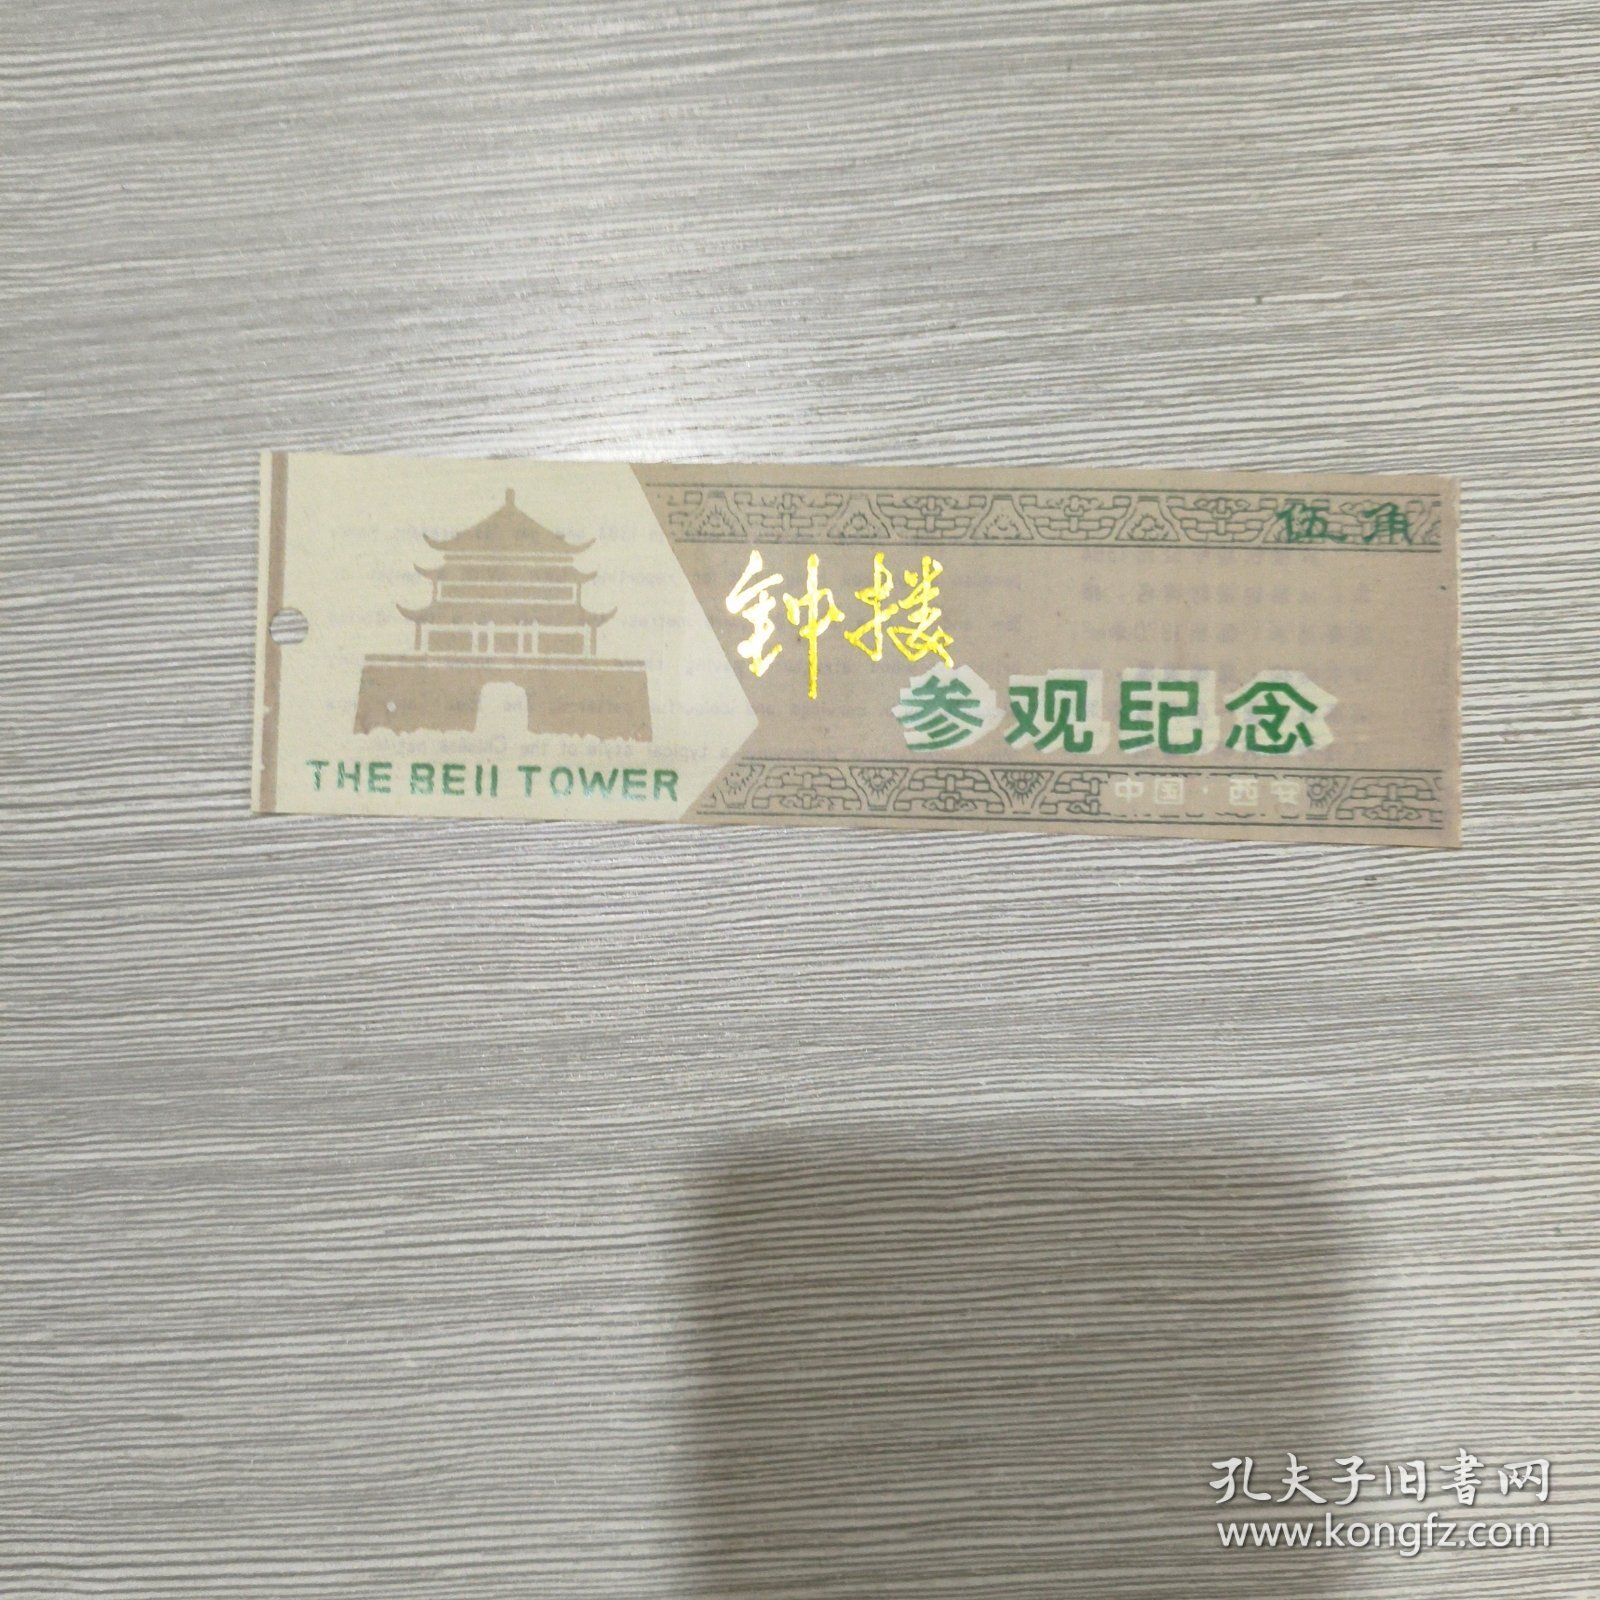 伍角
钟楼
参观纪念
THE BEll TOWER
中国·西安
孔夫子旧书网
www.kongfz.com